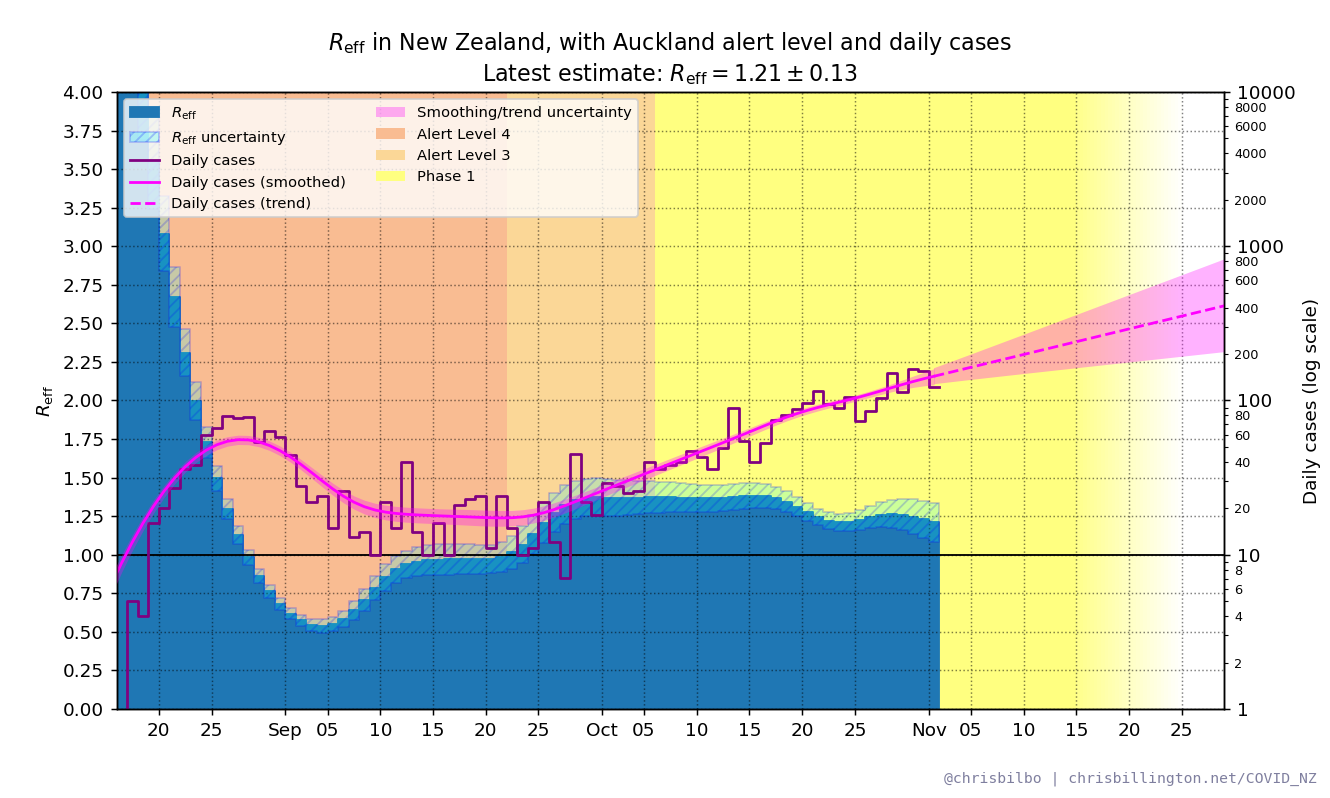 R_eff in New Zealand, with Auckland alert level and daily cases
Latest estimate: R_eff = 1.21 ± 0.13
R_eff
R_eff uncertainty
Daily cases
Daily cases (smoothed)
Daily cases (trend)
Smoothing/trend uncertainty
Alert Level 4
Alert Level 3
Phase 1
R_eff
4.00
3.75
3.50
3.25
3.00
2.75
2.50
2.25
2.00
1.75
1.50
1.25
1.00
0.75
0.50
0.25
0.00
10000
8000
6000
4000
2000
1000
800
600
400
200
100
80
60
40
20
10
8
6
4
2
1
Daily cases (log scale)
20 25 Sep 05 10 15 20 25 Oct 05 10 15 20 25 Nov 05 10 15 20 25
@chrisbilbo | chrisbillington.net/COVID_NZ